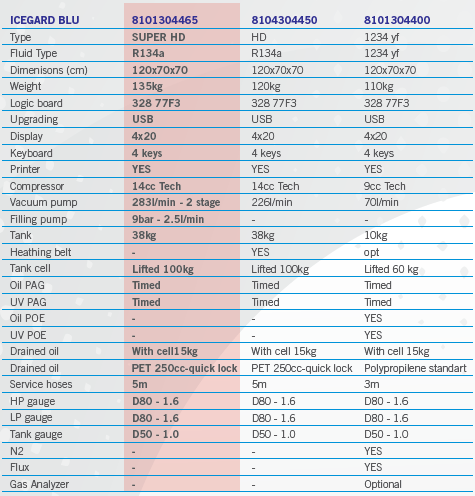 ICEGARD BLU 8101304465 8104304450 8101304400
Type SUPER HD HD 1234 yf
Fluid Type R134a R134a 1234 yf
Dimenisons (cm) 120x70x70 120x70x70 120x70x70
Weight 135kg 120kg 110kg
Logic board 328 77F3 328 77F3 328 77F3
Upgrading USB USB USB
Display 4x20 4x20 4x20
Keyboard 4 keys 4 keys 4 keys
Printer YES YES YES
Compressor 14cc Tech 14cc Tech 9cc Tech
Vacuum pump 283l/min - 2 stage 226l/min 70l/min
Filling pump 9bar - 2.5l/min - -
Tank 38kg 38kg 10kg
Heathing belt - YES opt
Tank cell Lifted 100kg Lifted 100kg Lifted 60 kg
Oil PAG Timed Timed Timed
UV PAG Timed Timed Timed
Oil POE - - YES
UV POE - - YES
Drained oil With cell15kg With cell 15kg With cell 15kg
Drained oil PET 250cc-quick lock PET 250cc-quick lock Polypropilene standart
Service hoses 5m 5m 3m
HP gauge D80 - 1.6 D80 - 1.6 D80 - 1.6
LP gauge D80 - 1.6 D80 - 1.6 D80 - 1.6
Tank gauge D50 - 1.0 D50 - 1.0 D50 - 1.0
N2 - - YES
Flux - - YES
Gas Analyzer - - Optional